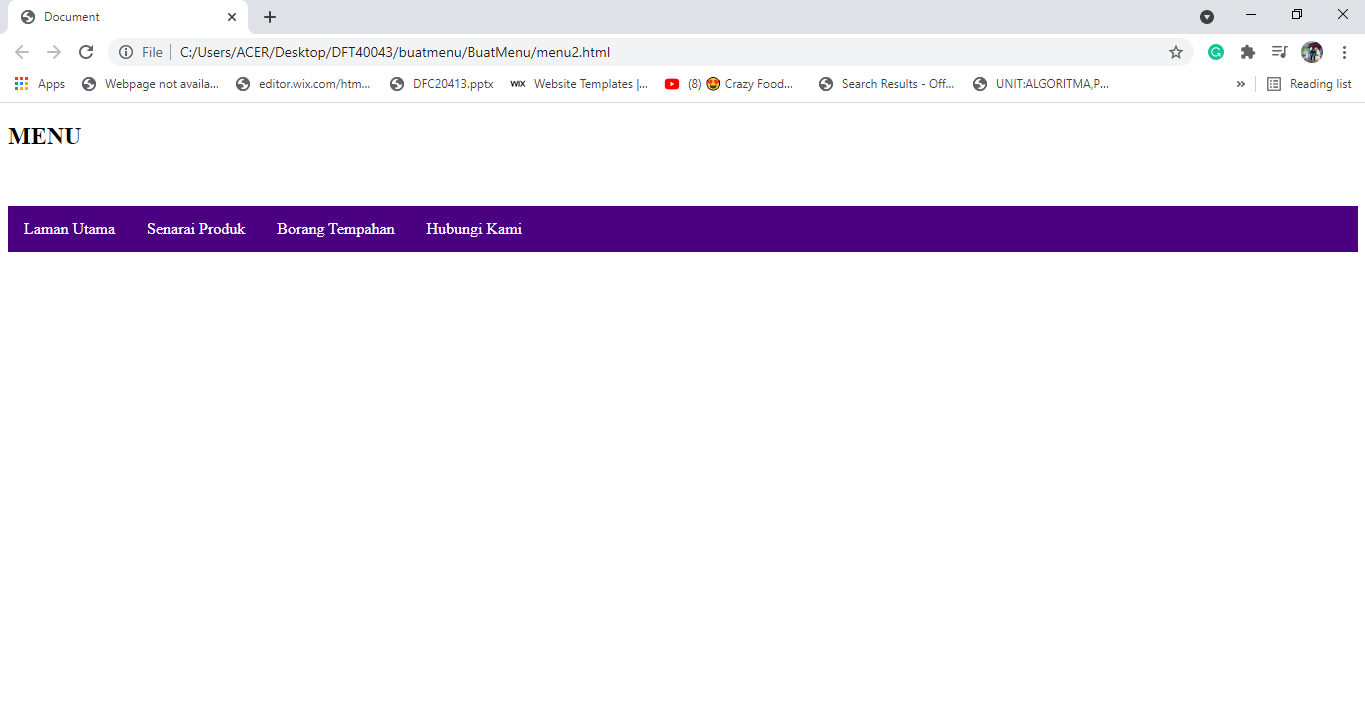 Document
File C:/Users/ACER/Desktop/DFT40043/buatmenu/BuatMenu/menu2.html
Apps Webpage not availa... editor.wix.com/htm... DFC20413.pptx WIX Website Templates |... (8) 😍 Crazy Food... Search Results - Off... UNIT:ALGORITMA,P... » Reading list
MENU
Laman Utama Senarai Produk Borang Tempahan Hubungi Kami